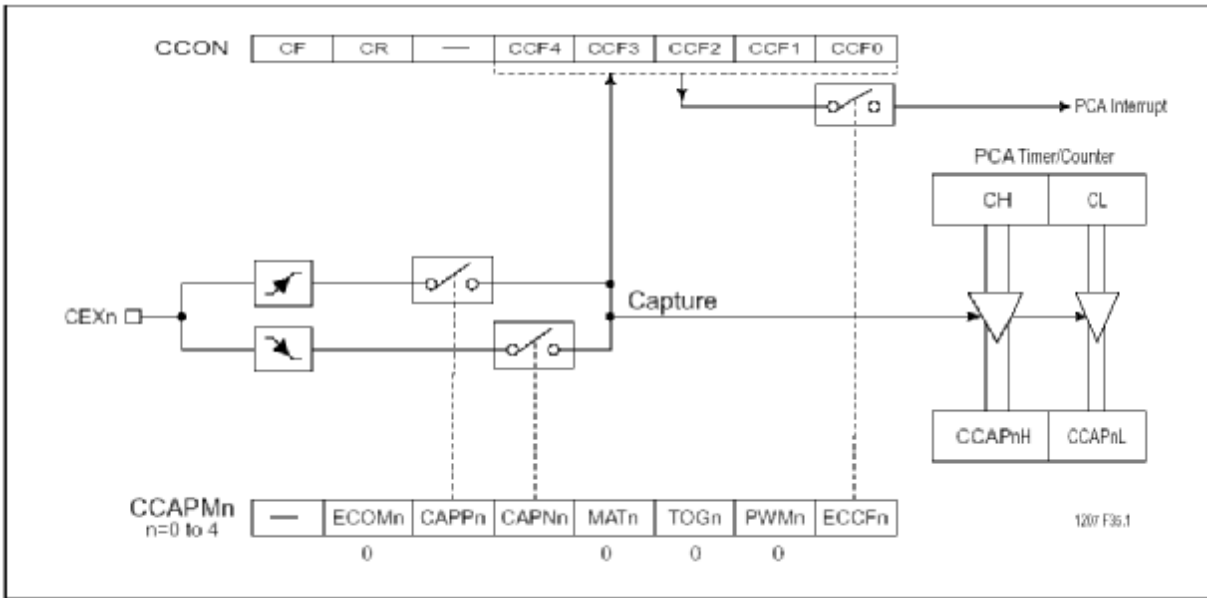 CCON CF CR — CCF4 CCF3 CCF2 CCF1 CCF0
PCA Interrupt
PCA Timer/Counter
CH CL
Capture
CEXn
CCAPnH CCAPnL
CCAPMn — ECOMn CAPPn CAPNn MATn TOGn PWMn ECCFn
n=0 to 4
0 0 0 0
1207 F35.1